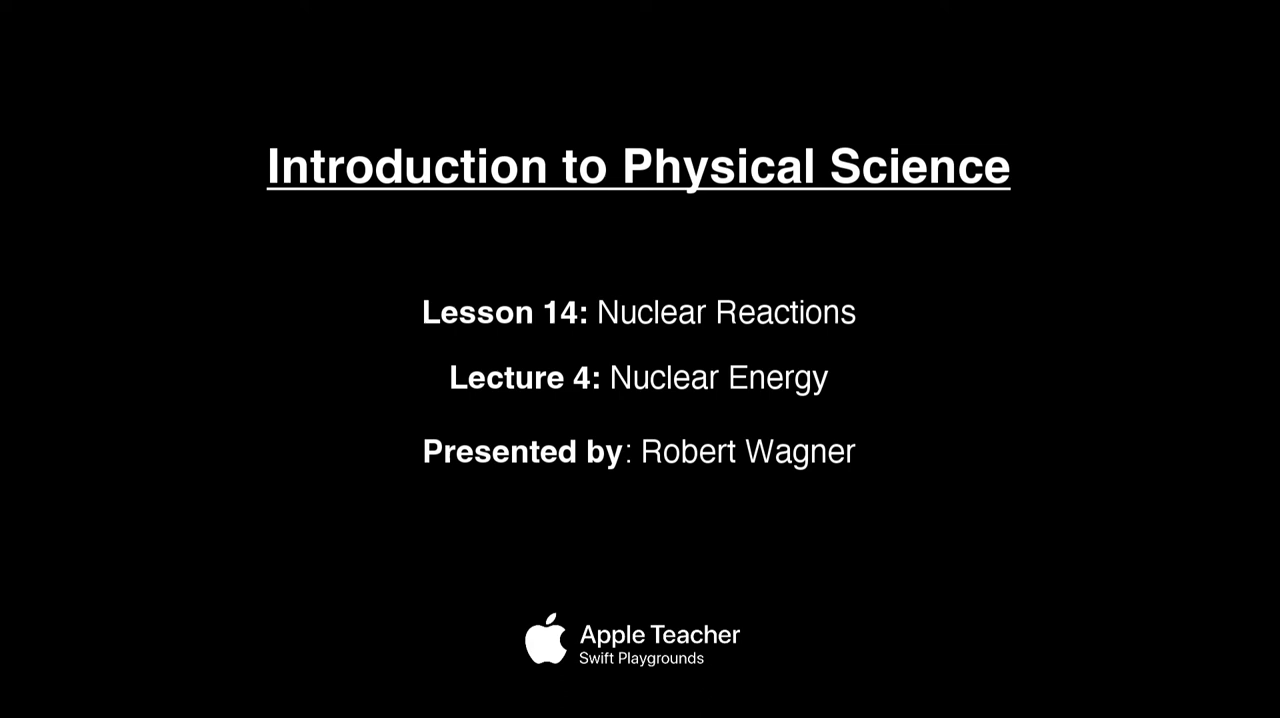 Introduction to Physical Science
Lesson 14: Nuclear Reactions
Lecture 4: Nuclear Energy
Presented by: Robert Wagner
Apple Teacher
Swift Playgrounds